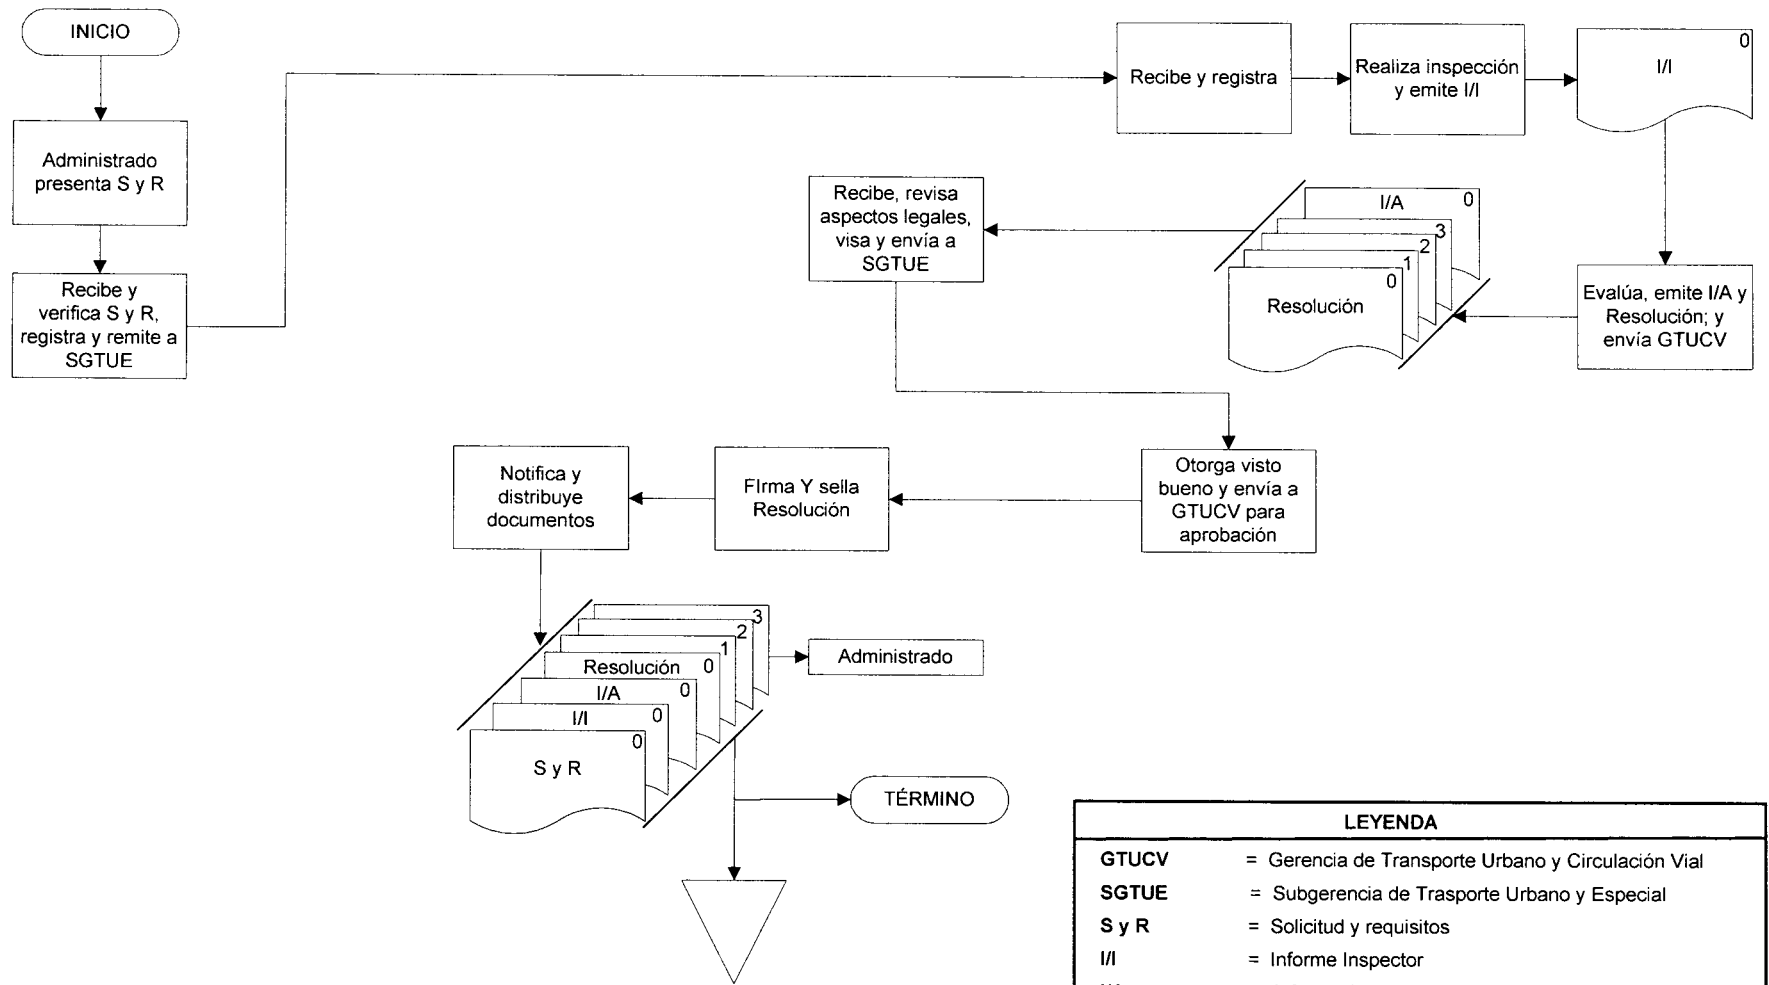 INICIO
Administrado
presenta S y R
Recibe y
verifica S y R,
registra y remite a
SGTUE
Recibe y registra
Realiza inspección
y emite I/I
0
I/I
Evalúa, emite I/A y
Resolución; y
envía GTUCV
I/A
0
3
2
1
0
Resolución
Recibe, revisa
aspectos legales,
visa y envía a
SGTUE
Otorga visto
bueno y envía a
GTUCV para
aprobación
FIrma Y sella
Resolución
Notifica y
distribuye
documentos
3
2
1
Resolución 0
I/A 0
I/I 0
0
S y R
Administrado
TÉRMINO
LEYENDA
GTUCV = Gerencia de Transporte Urbano y Circulación Vial
SGTUE = Subgerencia de Trasporte Urbano y Especial
S y R = Solicitud y requisitos
I/I = Informe Inspector